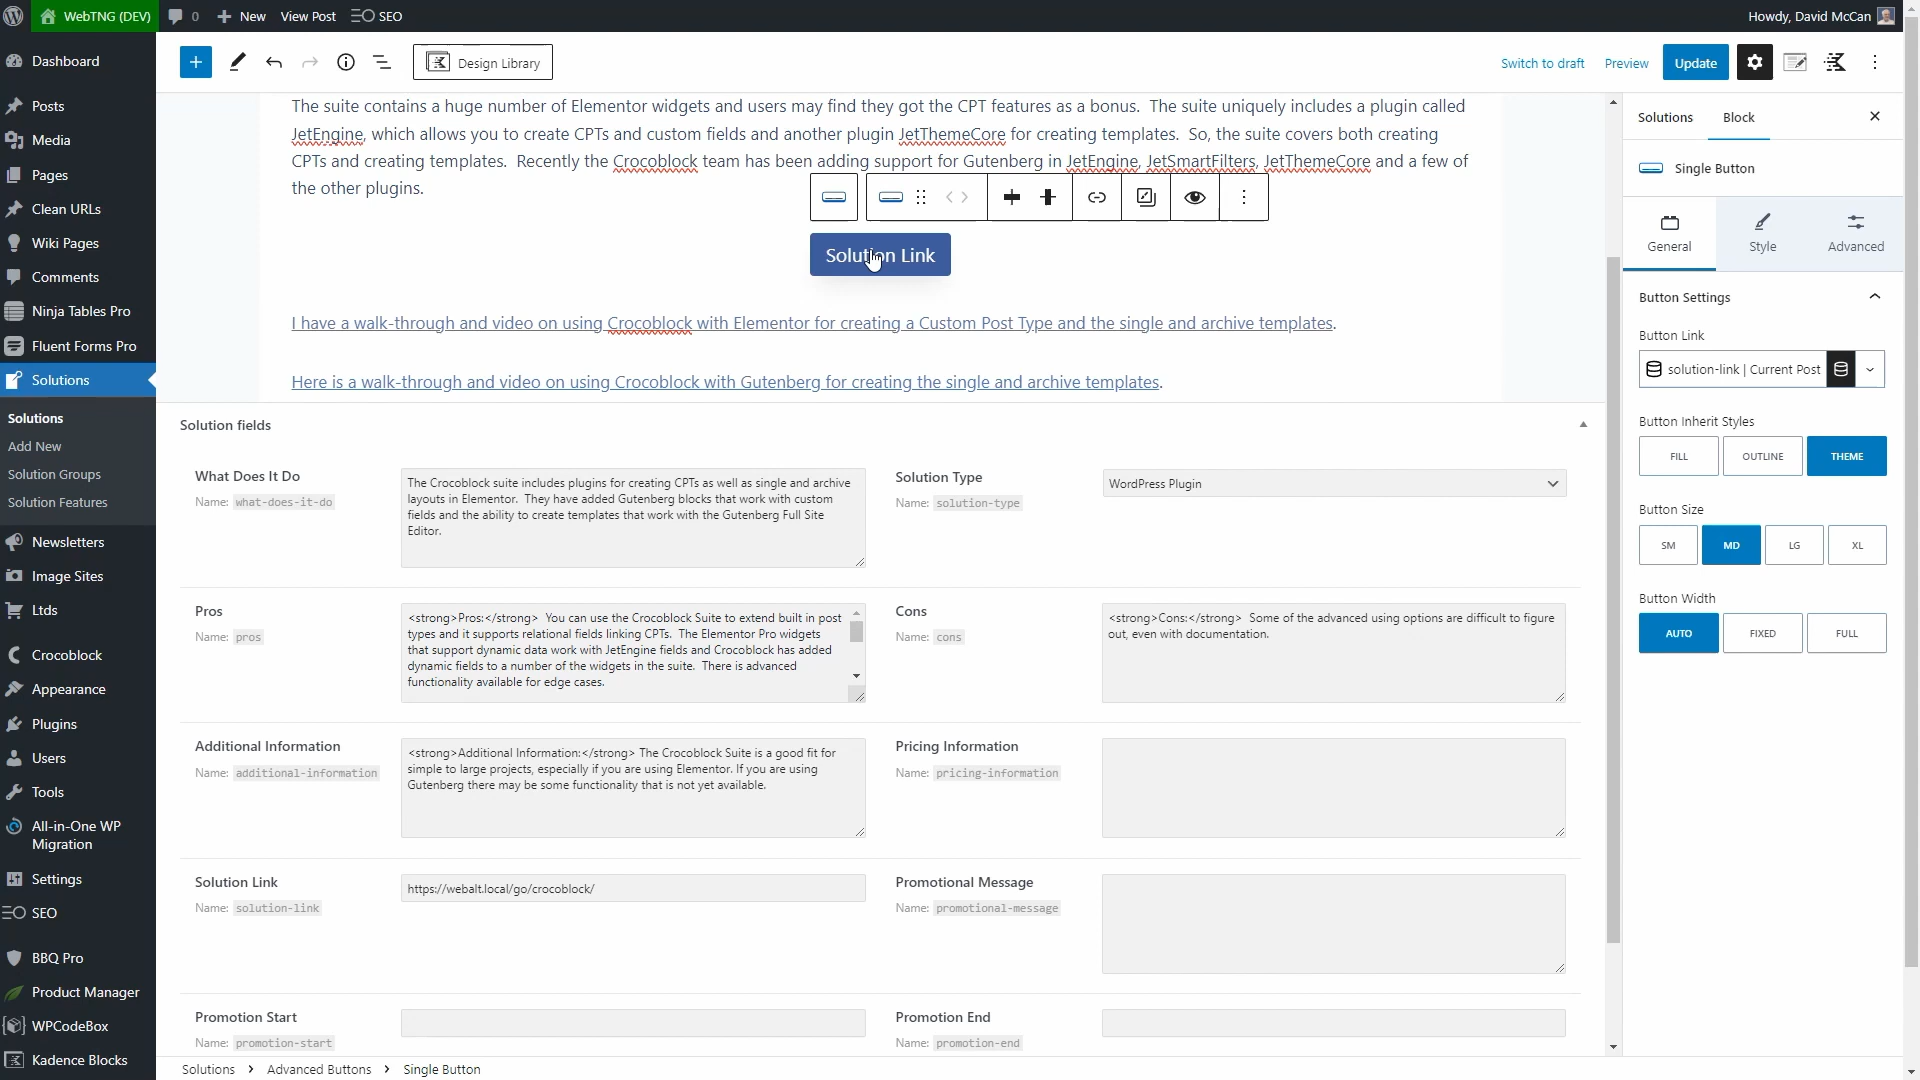 WebTNG (DEV)
0
New
View Post
SEO
Howdy, David McCan
Dashboard
Posts
Media
Pages
Clean URLs
Wiki Pages
Comments
Ninja Tables Pro
Fluent Forms Pro
Solutions
Solutions
Add New
Solution Groups
Solution Features
Newsletters
Image Sites
Ltds
Crocoblock
Appearance
Plugins
Users
Tools
All-in-One WP
Migration
Settings
SEO
BBQ Pro
Product Manager
WPCodeBox
Kadence Blocks
Design Library
Switch to draft
Preview
Update
The suite contains a huge number of Elementor widgets and users may find they got the CPT features as a bonus. The suite uniquely includes a plugin called
JetEngine, which allows you to create CPTs and custom fields and another plugin JetThemeCore for creating templates. So, the suite covers both creating
CPTs and creating templates. Recently the Crocoblock team has been adding support for Gutenberg in JetEngine, JetSmartFilters, JetThemeCore and a few of
the other plugins.
Solution Link
I have a walk-through and video on using Crocoblock with Elementor for creating a Custom Post Type and the single and archive templates.
Here is a walk-through and video on using Crocoblock with Gutenberg for creating the single and archive templates.
Solution fields
What Does It Do
Name: what-does-it-do
The Crocoblock suite includes plugins for creating CPTs as well as single and archive
layouts in Elementor. They have added Gutenberg blocks that work with custom
fields and the ability to create templates that work with the Gutenberg Full Site
Editor.
Solution Type
Name: solution-type
WordPress Plugin
Pros
Name: pros
<strong>Pros:</strong> You can use the Crocoblock Suite to extend built in post
types and it supports relational fields linking CPTs. The Elementor Pro widgets
that support dynamic data work with JetEngine fields and Crocoblock has added
dynamic fields to a number of the widgets in the suite. There is advanced
functionality available for edge cases.
Cons
Name: cons
<strong>Cons:</strong> Some of the advanced using options are difficult to figure
out, even with documentation.
Additional Information
Name: additional-information
<strong>Additional Information:</strong> The Crocoblock Suite is a good fit for
simple to large projects, especially if you are using Elementor. If you are using
Gutenberg there may be some functionality that is not yet available.
Pricing Information
Name: pricing-information
Solution Link
Name: solution-link
https://webalt.local/go/crocoblock/
Promotional Message
Name: promotional-message
Promotion Start
Name: promotion-start
Promotion End
Name: promotion-end
Solutions > Advanced Buttons > Single Button
Solutions
Block
Single Button
General
Style
Advanced
Button Settings
Button Link
solution-link | Current Post
Button Inherit Styles
FILL
OUTLINE
THEME
Button Size
SM
MD
LG
XL
Button Width
AUTO
FIXED
FULL